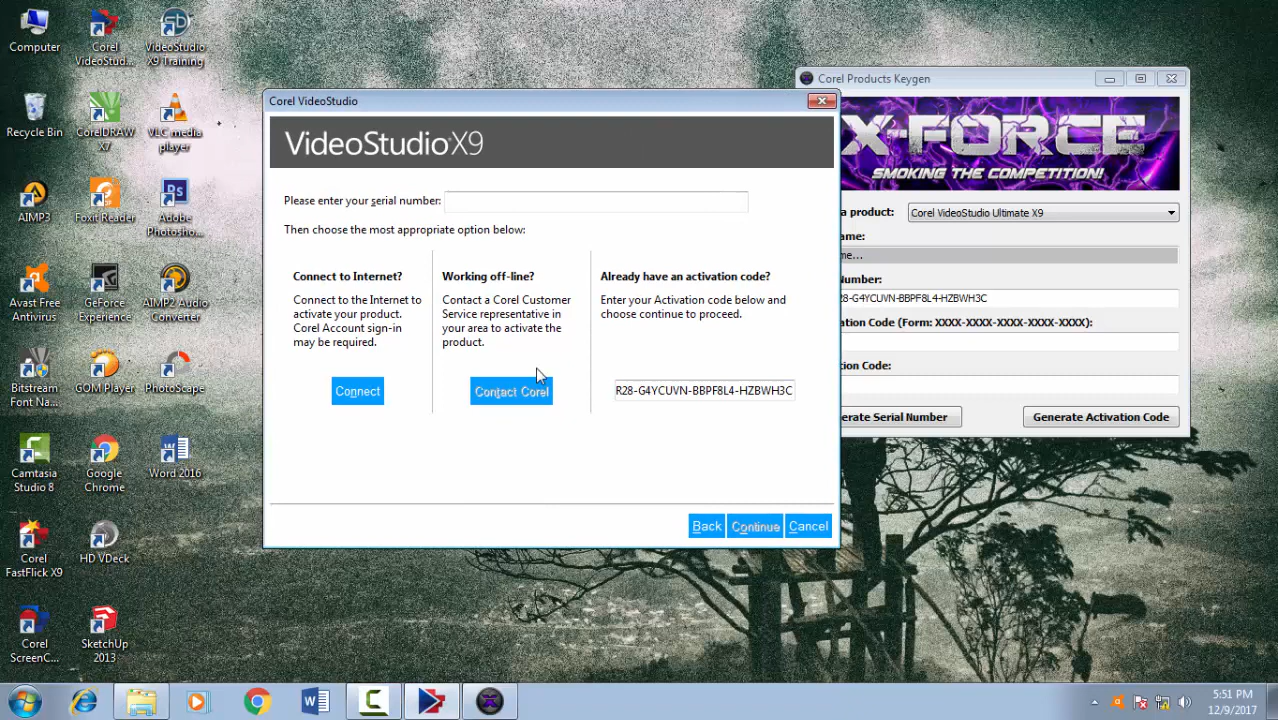 Computer
Corel
VideoStud...
VideoStudio
X9 Training
Recycle Bin
CorelDRAW
X7
VLC media
player
AIMP3
Foxit Reader
Adobe
Photosho...
Avast Free
Antivirus
GeForce
Experience
AIMP2 Audio
Converter
Bitstream
Font Na...
GOM Player
PhotoScape
Camtasia
Studio 8
Google
Chrome
Word 2016
Corel
FastFlick X9
HD VDeck
Corel
ScreenC...
SketchUp
2013
Corel VideoStudio
VideoStudio X9
Please enter your serial number:
Then choose the most appropriate option below:
Connect to Internet?
Connect to the Internet to
activate your product.
Corel Account sign-in
may be required.
Connect
Working off-line?
Contact a Corel Customer
Service representative in
your area to activate the
product.
Contact Corel
Already have an activation code?
Enter your Activation code below and
choose continue to proceed.
R28-G4YCUVN-BBPF8L4-HZBWH3C
Back Continue Cancel
Corel Products Keygen
X-FORCE
SMOKING THE COMPETITION!
a product: Corel VideoStudio Ultimate X9
ame:
me...
Number:
28-G4YCUVN-BBPF8L4-HZBWH3C
ation Code (Form: XXXX-XXXX-XXXX-XXXX-XXXX):
ion Code:
erate Serial Number Generate Activation Code
5:51 PM
12/9/2017